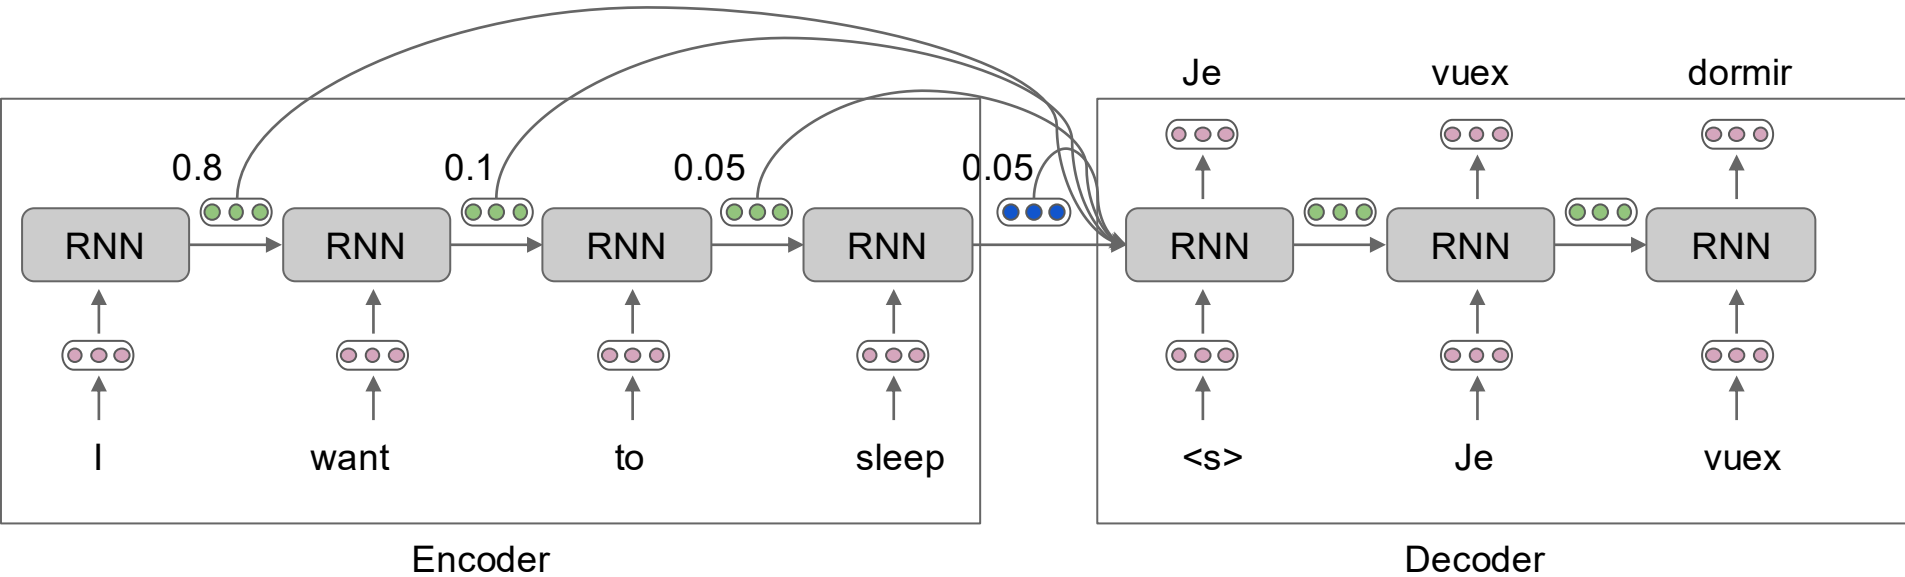 Je vuex dormir
0.8 0.1 0.05 0.05
RNN RNN RNN RNN RNN RNN RNN
I want to sleep <s> Je vuex
Encoder Decoder